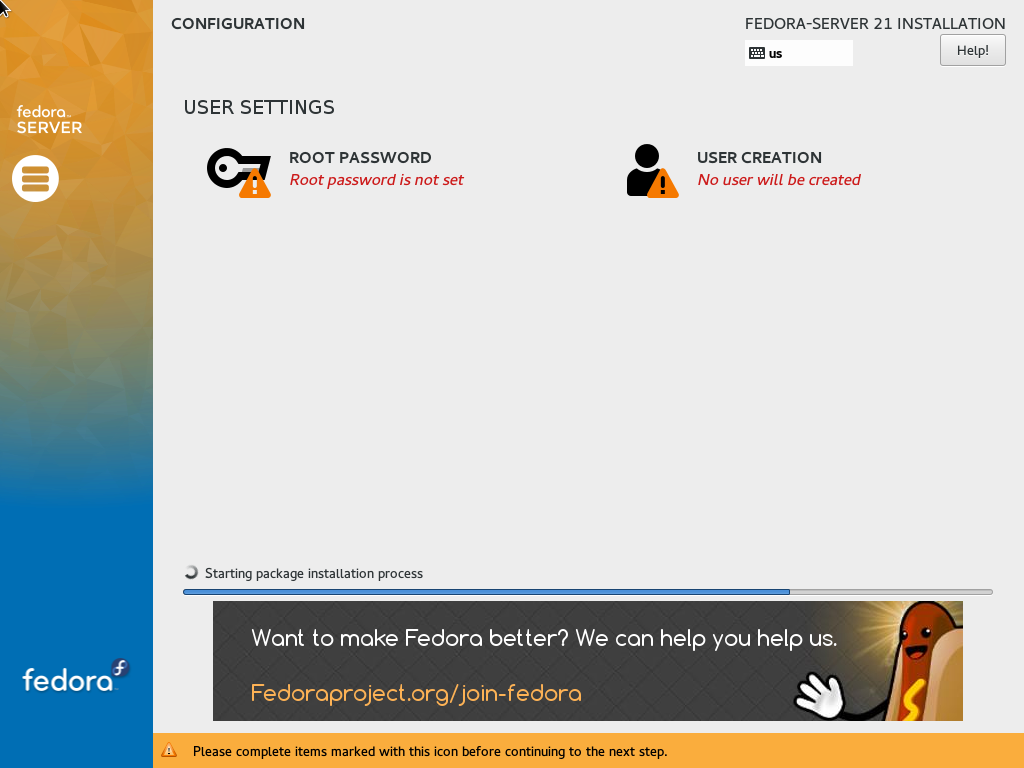 CONFIGURATION
FEDORA-SERVER 21 INSTALLATION
us
Help!
fedora
SERVER
USER SETTINGS
ROOT PASSWORD
Root password is not set
USER CREATION
No user will be created
Starting package installation process
Want to make Fedora better? We can help you help us.
Fedoraproject.org/join-fedora
fedora
Please complete items marked with this icon before continuing to the next step.